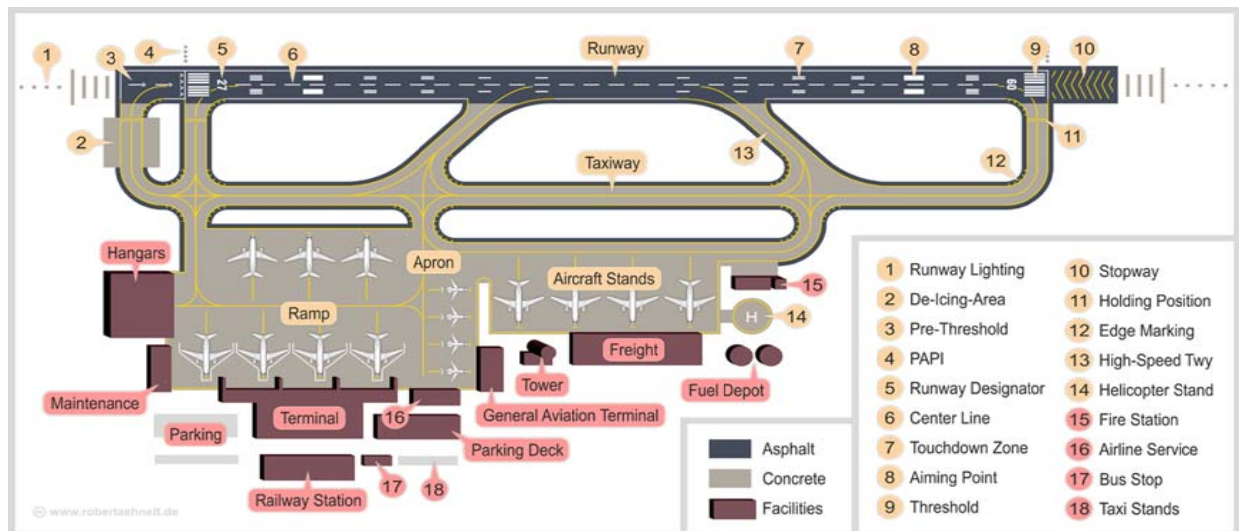 1
2
3
4
5
6
7
8
9
10
11
12
13
14
15
16
17
18
27
09
Runway
Taxiway
Hangars
Apron
Aircraft Stands
Ramp
H
Freight
Tower
Fuel Depot
Maintenance
Terminal
General Aviation Terminal
Parking
Parking Deck
Railway Station
Asphalt
Concrete
Facilities
1 Runway Lighting
2 De-Icing-Area
3 Pre-Threshold
4 PAPI
5 Runway Designator
6 Center Line
7 Touchdown Zone
8 Aiming Point
9 Threshold
10 Stopway
11 Holding Position
12 Edge Marking
13 High-Speed Twy
14 Helicopter Stand
15 Fire Station
16 Airline Service
17 Bus Stop
18 Taxi Stands
www.robertaehnelt.de